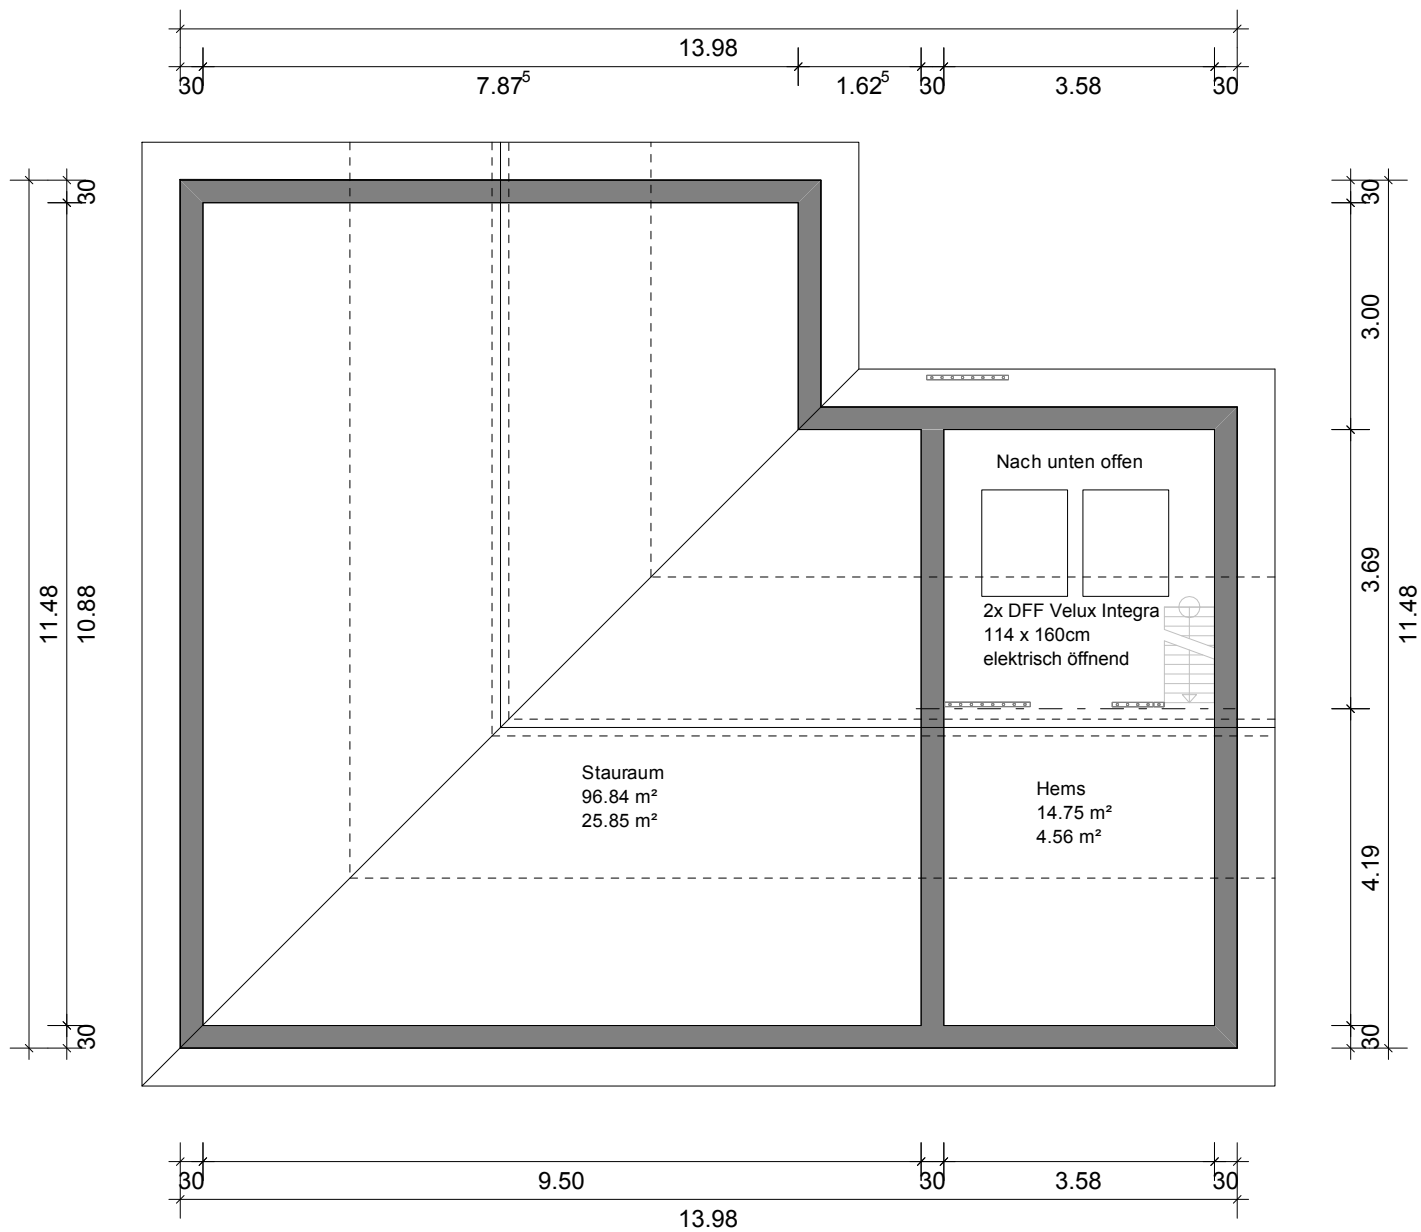 13.98
30 7.87⁵ 1.62⁵ 30 3.58 30
30
11.48
10.88
30
30
3.00
3.69
11.48
4.19
30
Nach unten offen
2x DFF Velux Integra
114 x 160cm
elektrisch öffnend
Stauraum
96.84 m²
25.85 m²
Hems
14.75 m²
4.56 m²
30 9.50 30 3.58 30
13.98